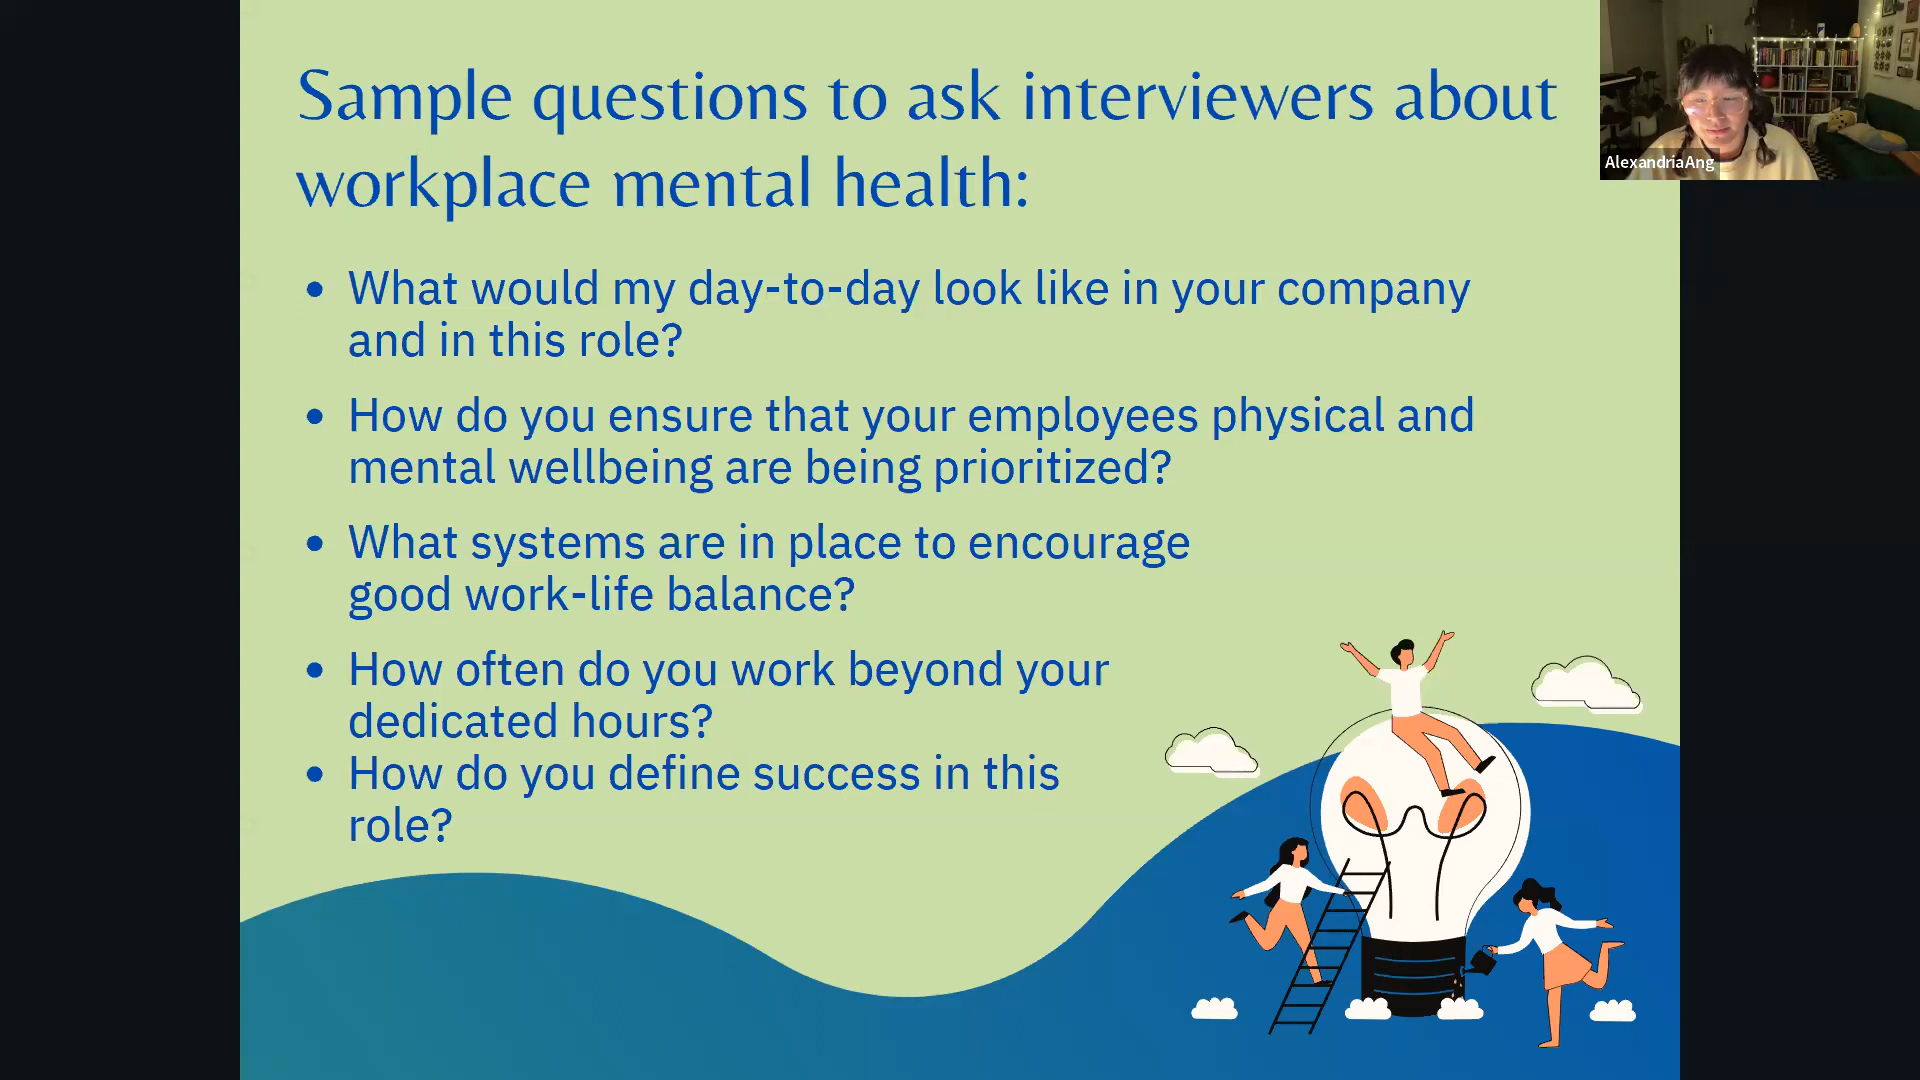 Sample questions to ask interviewers about
workplace mental health:
• What would my day-to-day look like in your company
and in this role?
• How do you ensure that your employees physical and
mental wellbeing are being prioritized?
• What systems are in place to encourage
good work-life balance?
• How often do you work beyond your
dedicated hours?
• How do you define success in this
role?
AlexandriaAng